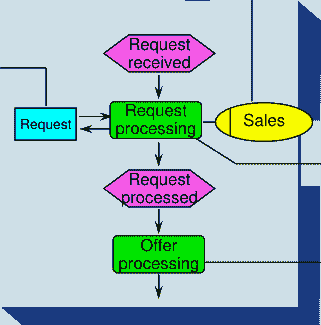 Request
received
Request
Request
processing
Sales
Request
processed
Offer
processing